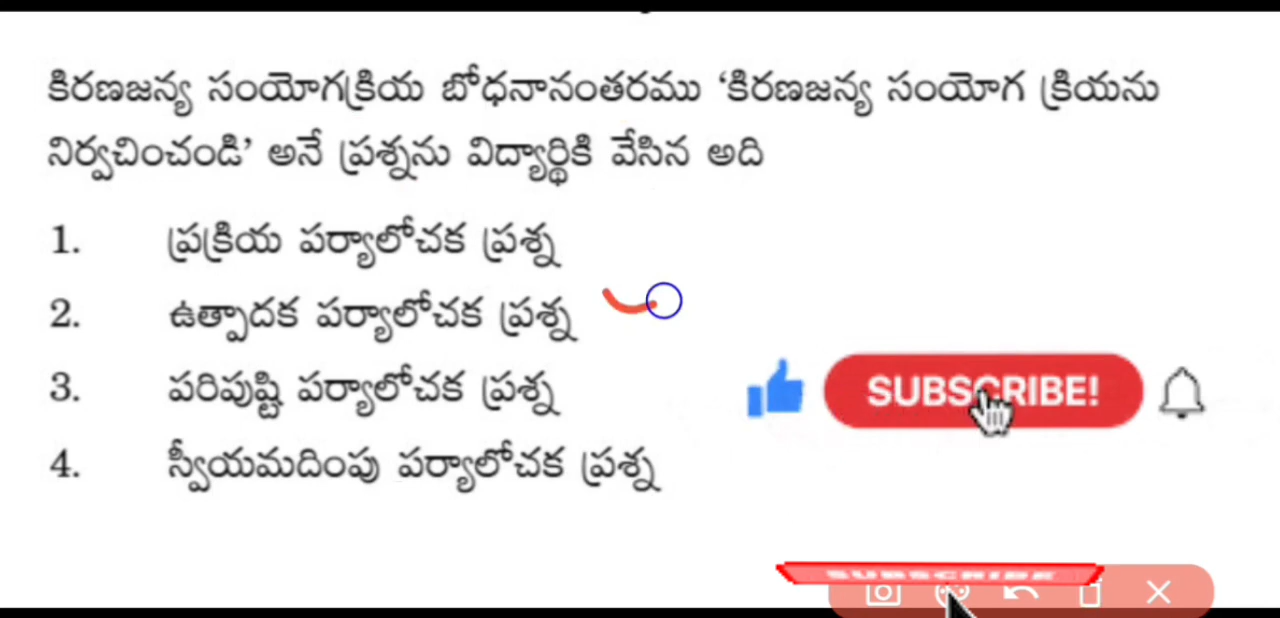 కిరణజన్య సంయోగక్రియ బోధనానంతరము ‘కిరణజన్య సంయోగ క్రియను
నిర్వచించండి’ అనే ప్రశ్నను విద్యార్థికి వేసిన అది
1. ప్రక్రియ పర్యాలోచక ప్రశ్న
2. ఉత్పాదక పర్యాలోచక ప్రశ్న
3. పరిపుష్టి పర్యాలోచక ప్రశ్న
SUBSCRIBE!
4. స్వీయమదింపు పర్యాలోచక ప్రశ్న
SUBSCRIBE